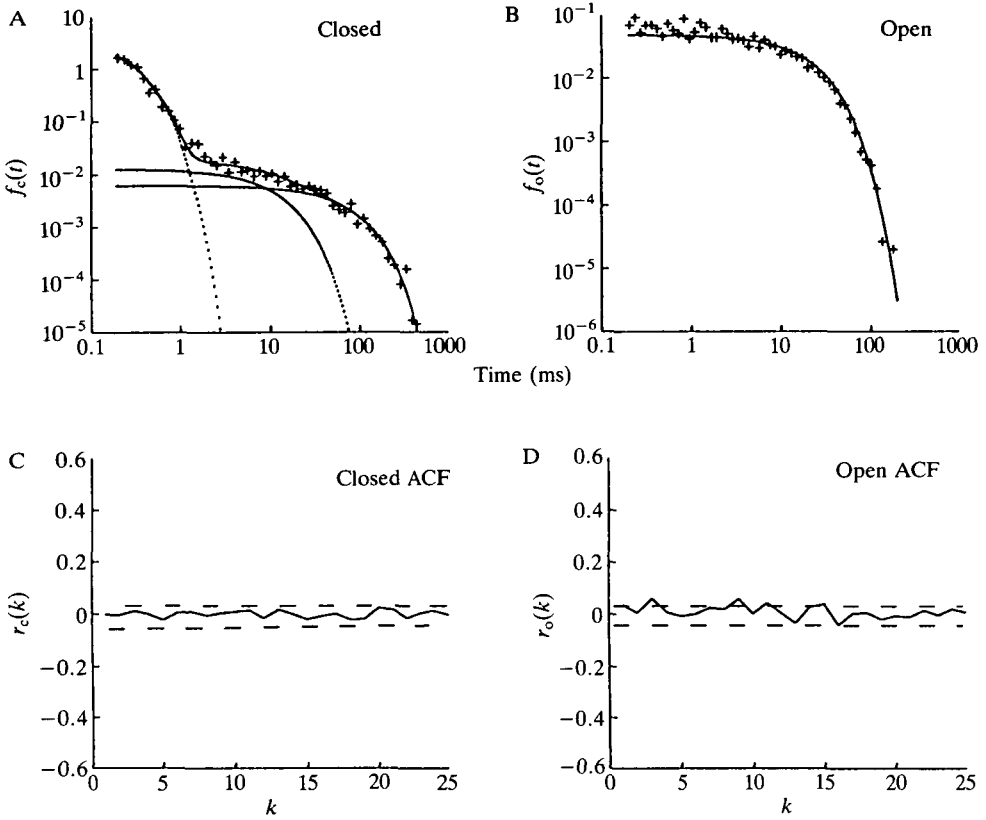 A
Closed
10
1
10⁻¹
10⁻²
10⁻³
10⁻⁴
10⁻⁵
f_c(t)
0.1 1 10 100 1000
B
Open
10⁻¹
10⁻²
10⁻³
10⁻⁴
10⁻⁵
10⁻⁶
f_o(t)
0.1 1 10 100 1000
Time (ms)
C
Closed ACF
0.6
0.4
0.2
0
−0.2
−0.4
−0.6
r_c(k)
0 5 10 15 20 25
k
D
Open ACF
0.6
0.4
0.2
0
−0.2
−0.4
−0.6
r_o(k)
0 5 10 15 20 25
k